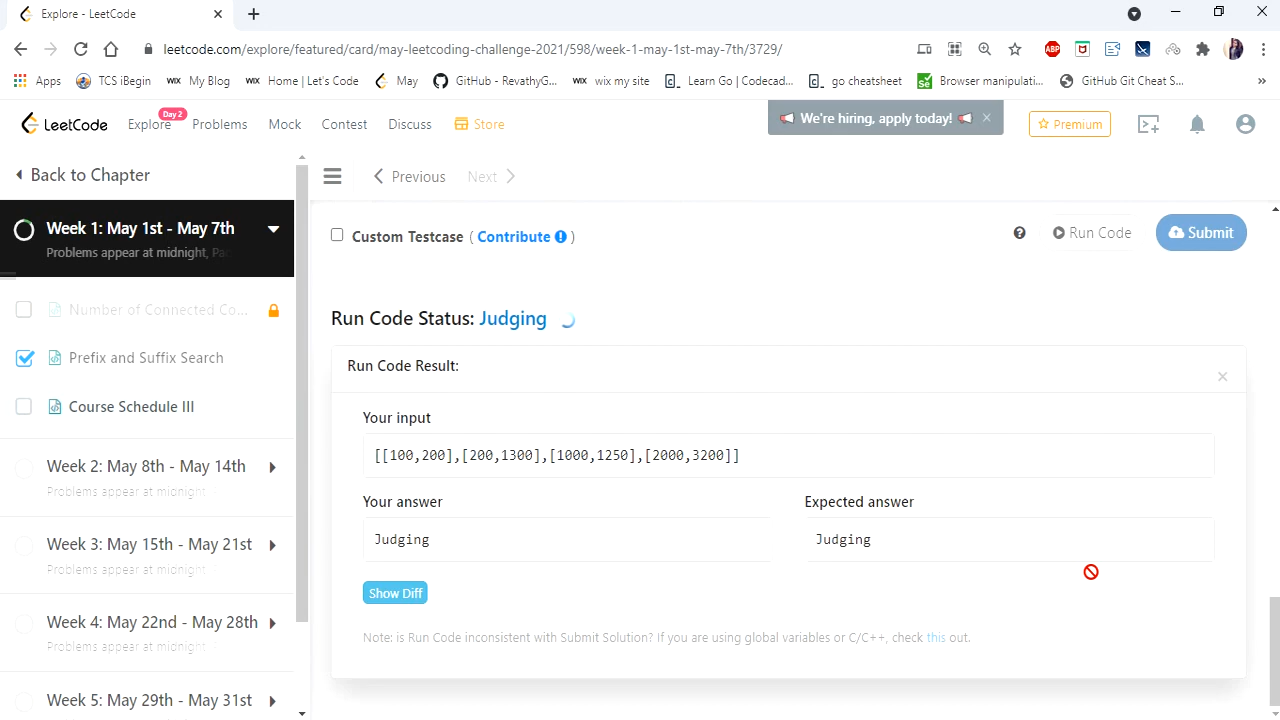 Explore - LeetCode
leetcode.com/explore/featured/card/may-leetcoding-challenge-2021/598/week-1-may-1st-may-7th/3729/
ABP
Apps TCS iBegin WIX My Blog WIX Home | Let's Code May GitHub - RevathyG... WIX wix my site Learn Go | Codecad... go cheatsheet Se Browser manipulati... GitHub Git Cheat S... »
LeetCode Explore Day 2 Problems Mock Contest Discuss Store We're hiring, apply today! × Premium
Back to Chapter
Previous Next
Week 1: May 1st - May 7th
Problems appear at midnight, Pac
Custom Testcase ( Contribute )
Run Code Submit
Number of Connected Co...
Prefix and Suffix Search
Course Schedule III
Week 2: May 8th - May 14th
Problems appear at midnight
Week 3: May 15th - May 21st
Problems appear at midnight
Week 4: May 22nd - May 28th
Problems appear at midnight
Week 5: May 29th - May 31st
Run Code Status: Judging
Run Code Result:
×
Your input
[[100,200],[200,1300],[1000,1250],[2000,3200]]
Your answer Expected answer
Judging Judging
Show Diff
Note: is Run Code inconsistent with Submit Solution? If you are using global variables or C/C++, check this out.